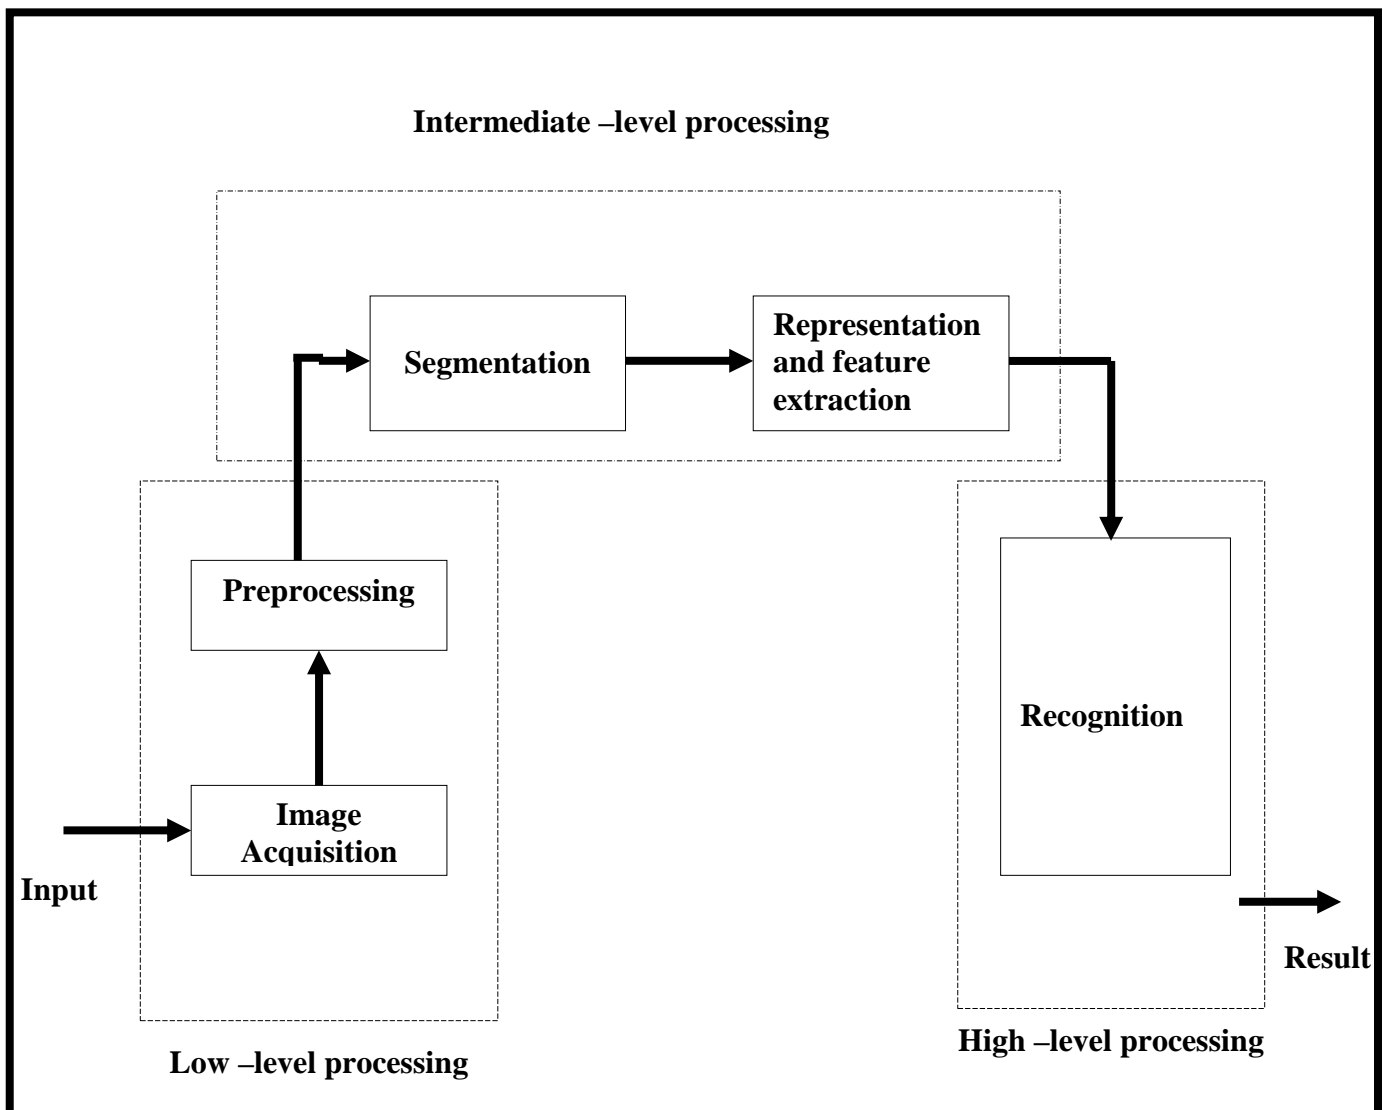 Intermediate –level processing
Segmentation
Representation
and feature
extraction
Preprocessing
Image
Acquisition
Input
Low –level processing
Recognition
Result
High –level processing